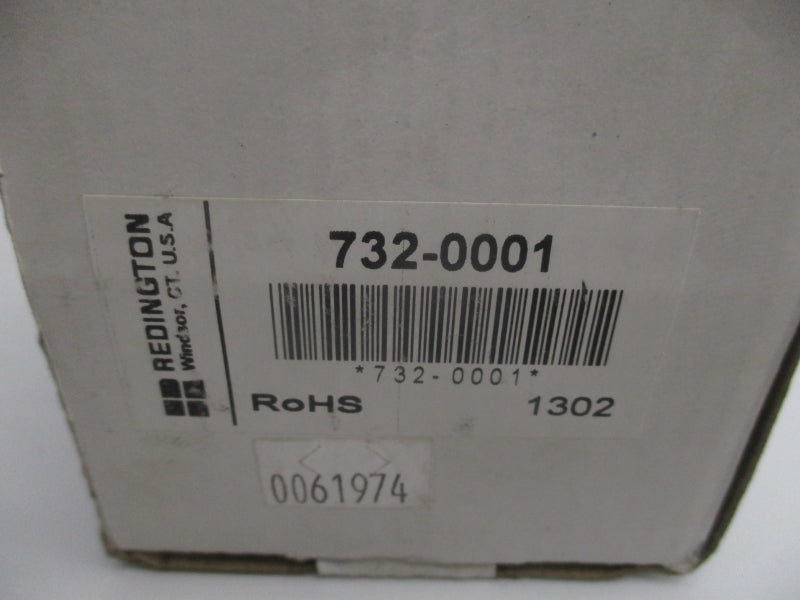 REDINGTON
Windsor, CT. U.S.A
732-0001
*732-0001*
RoHS 1302
0061974